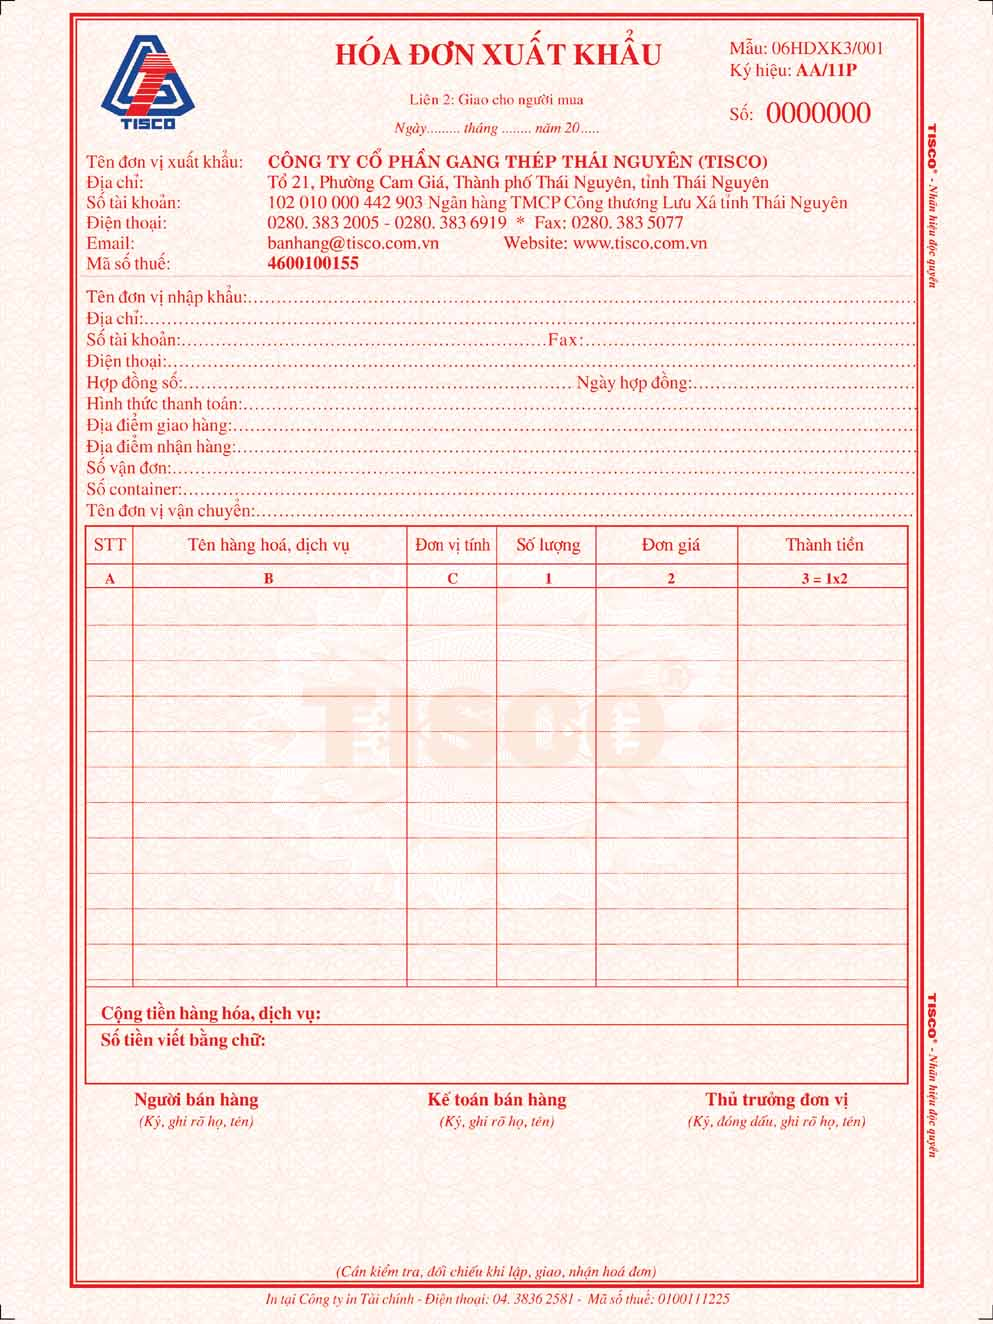 HÓA ĐƠN XUẤT KHẨU
Mẫu: 06HDXK3/001
Ký hiệu: AA/11P
Liên 2: Giao cho người mua
Số: 0000000
Ngày......... tháng ........ năm 20.....
TISCO
Tên đơn vị xuất khẩu: CÔNG TY CỔ PHẦN GANG THÉP THÁI NGUYÊN (TISCO)
Địa chỉ: Tổ 21, Phường Cam Giá, Thành phố Thái Nguyên, tỉnh Thái Nguyên
Số tài khoản: 102 010 000 442 903 Ngân hàng TMCP Công thương Lưu Xá tỉnh Thái Nguyên
Điện thoại: 0280. 383 2005 - 0280. 383 6919 * Fax: 0280. 383 5077
Email: banhang@tisco.com.vn Website: www.tisco.com.vn
Mã số thuế: 4600100155
Tên đơn vị nhập khẩu:
Địa chỉ:
Số tài khoản: Fax:
Điện thoại:
Hợp đồng số: Ngày hợp đồng:
Hình thức thanh toán:
Địa điểm giao hàng:
Địa điểm nhận hàng:
Số vận đơn:
Số container:
Tên đơn vị vận chuyển:
STT Tên hàng hoá, dịch vụ Đơn vị tính Số lượng Đơn giá Thành tiền
A B C 1 2 3 = 1x2
TISCO®
Cộng tiền hàng hóa, dịch vụ:
Số tiền viết bằng chữ:
Người bán hàng Kế toán bán hàng Thủ trưởng đơn vị
(Ký, ghi rõ họ, tên) (Ký, ghi rõ họ, tên) (Ký, đóng dấu, ghi rõ họ, tên)
(Cần kiểm tra, đối chiếu khi lập, giao, nhận hoá đơn)
In tại Công ty in Tài chính - Điện thoại: 04. 3836 2581 - Mã số thuế: 0100111225
TISCO® - Nhãn hiệu độc quyền
TISCO® - Nhãn hiệu độc quyền